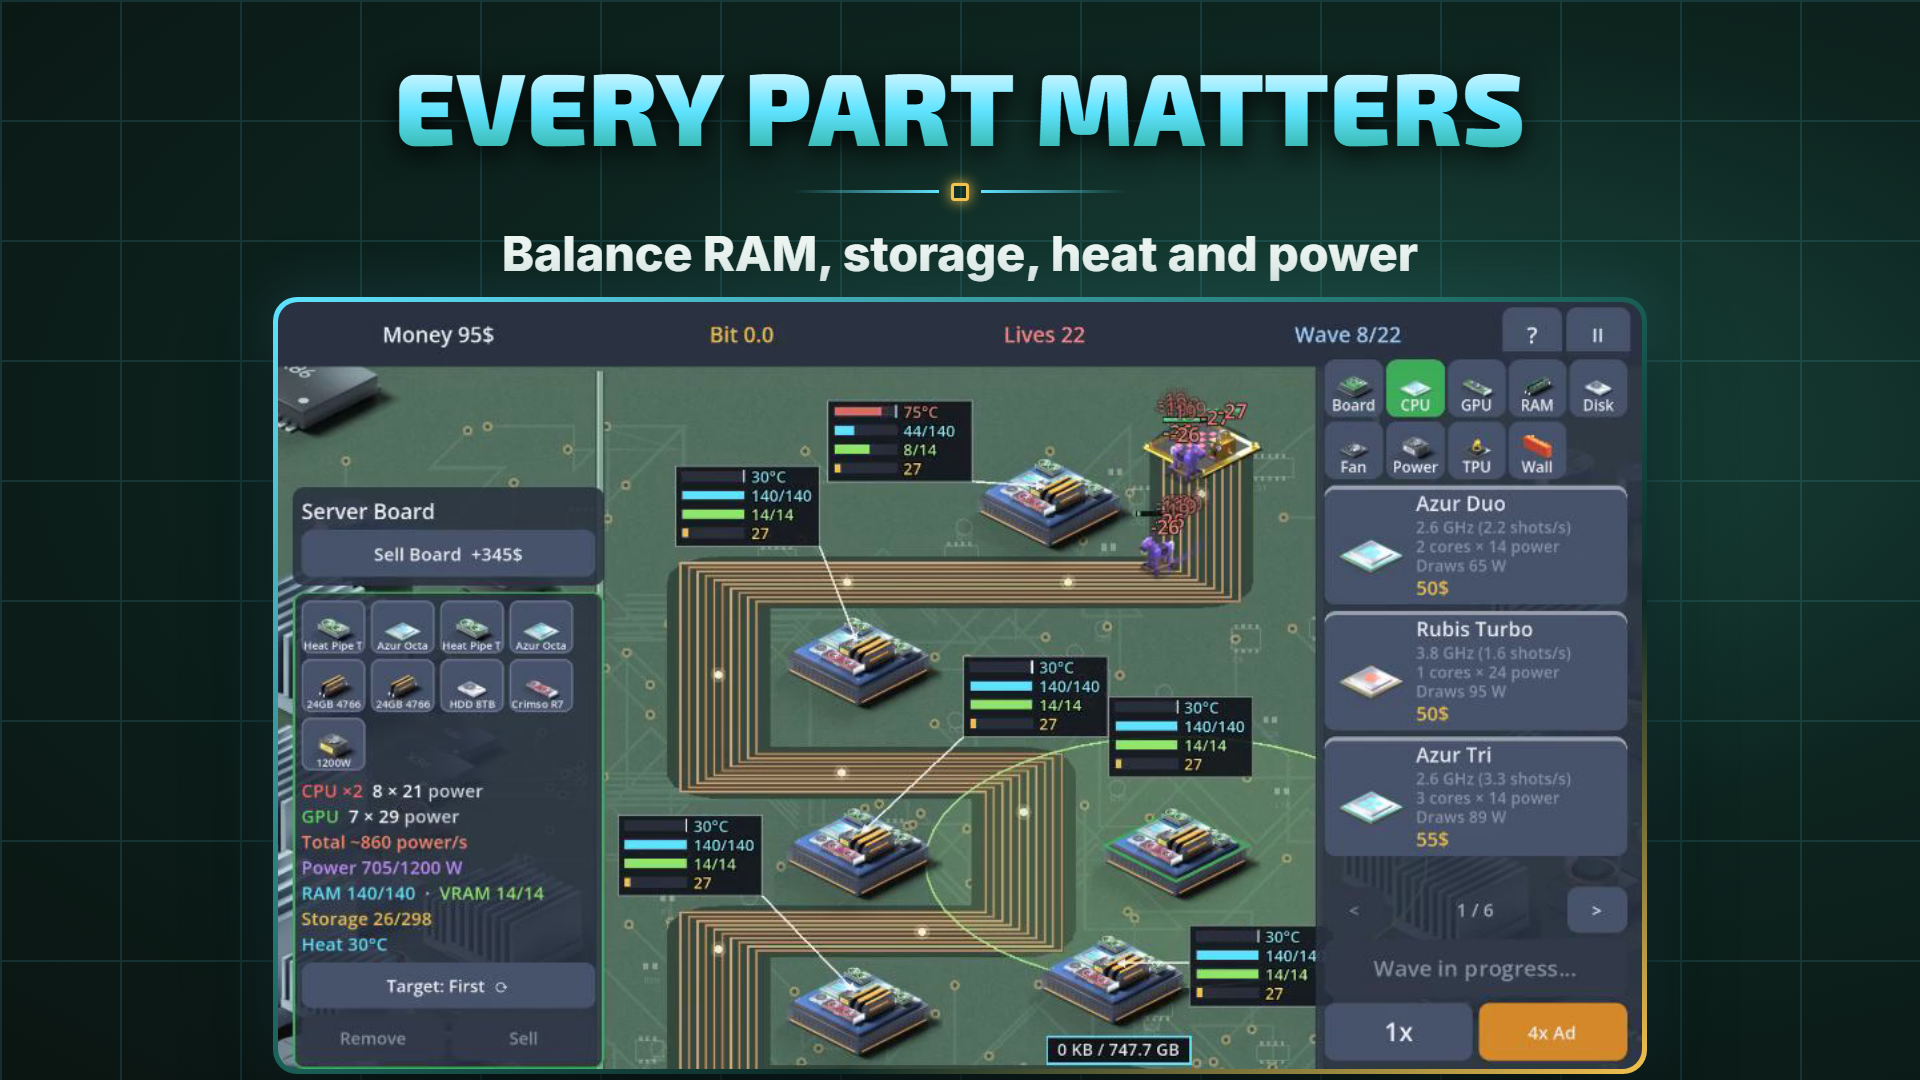 EVERY PART MATTERS
Balance RAM, storage, heat and power
Money 95$
Bit 0.0
Lives 22
Wave 8/22
?
Board
CPU
GPU
RAM
Disk
Fan
Power
TPU
Wall
75°C
44/140
8/14
27
30°C
140/140
14/14
27
-27
-26
-26
Server Board
Sell Board +345$
Heat Pipe T
Azur Octa
Heat Pipe T
Azur Octa
24GB 4766
24GB 4766
HDD 8TB
Crimso R7
1200W
CPU ×2 8 × 21 power
GPU 7 × 29 power
Total ~860 power/s
Power 705/1200 W
RAM 140/140 · VRAM 14/14
Storage 26/298
Heat 30°C
Target: First
Remove
Sell
30°C
140/140
14/14
27
30°C
140/140
14/14
27
30°C
140/140
14/14
27
30°C
140/14
14/14
27
0 KB / 747.7 GB
Azur Duo
2.6 GHz (2.2 shots/s)
2 cores × 14 power
Draws 65 W
50$
Rubis Turbo
3.8 GHz (1.6 shots/s)
1 cores × 24 power
Draws 95 W
50$
Azur Tri
2.6 GHz (3.3 shots/s)
3 cores × 14 power
Draws 89 W
55$
< 1 / 6 >
Wave in progress...
1x
4x Ad